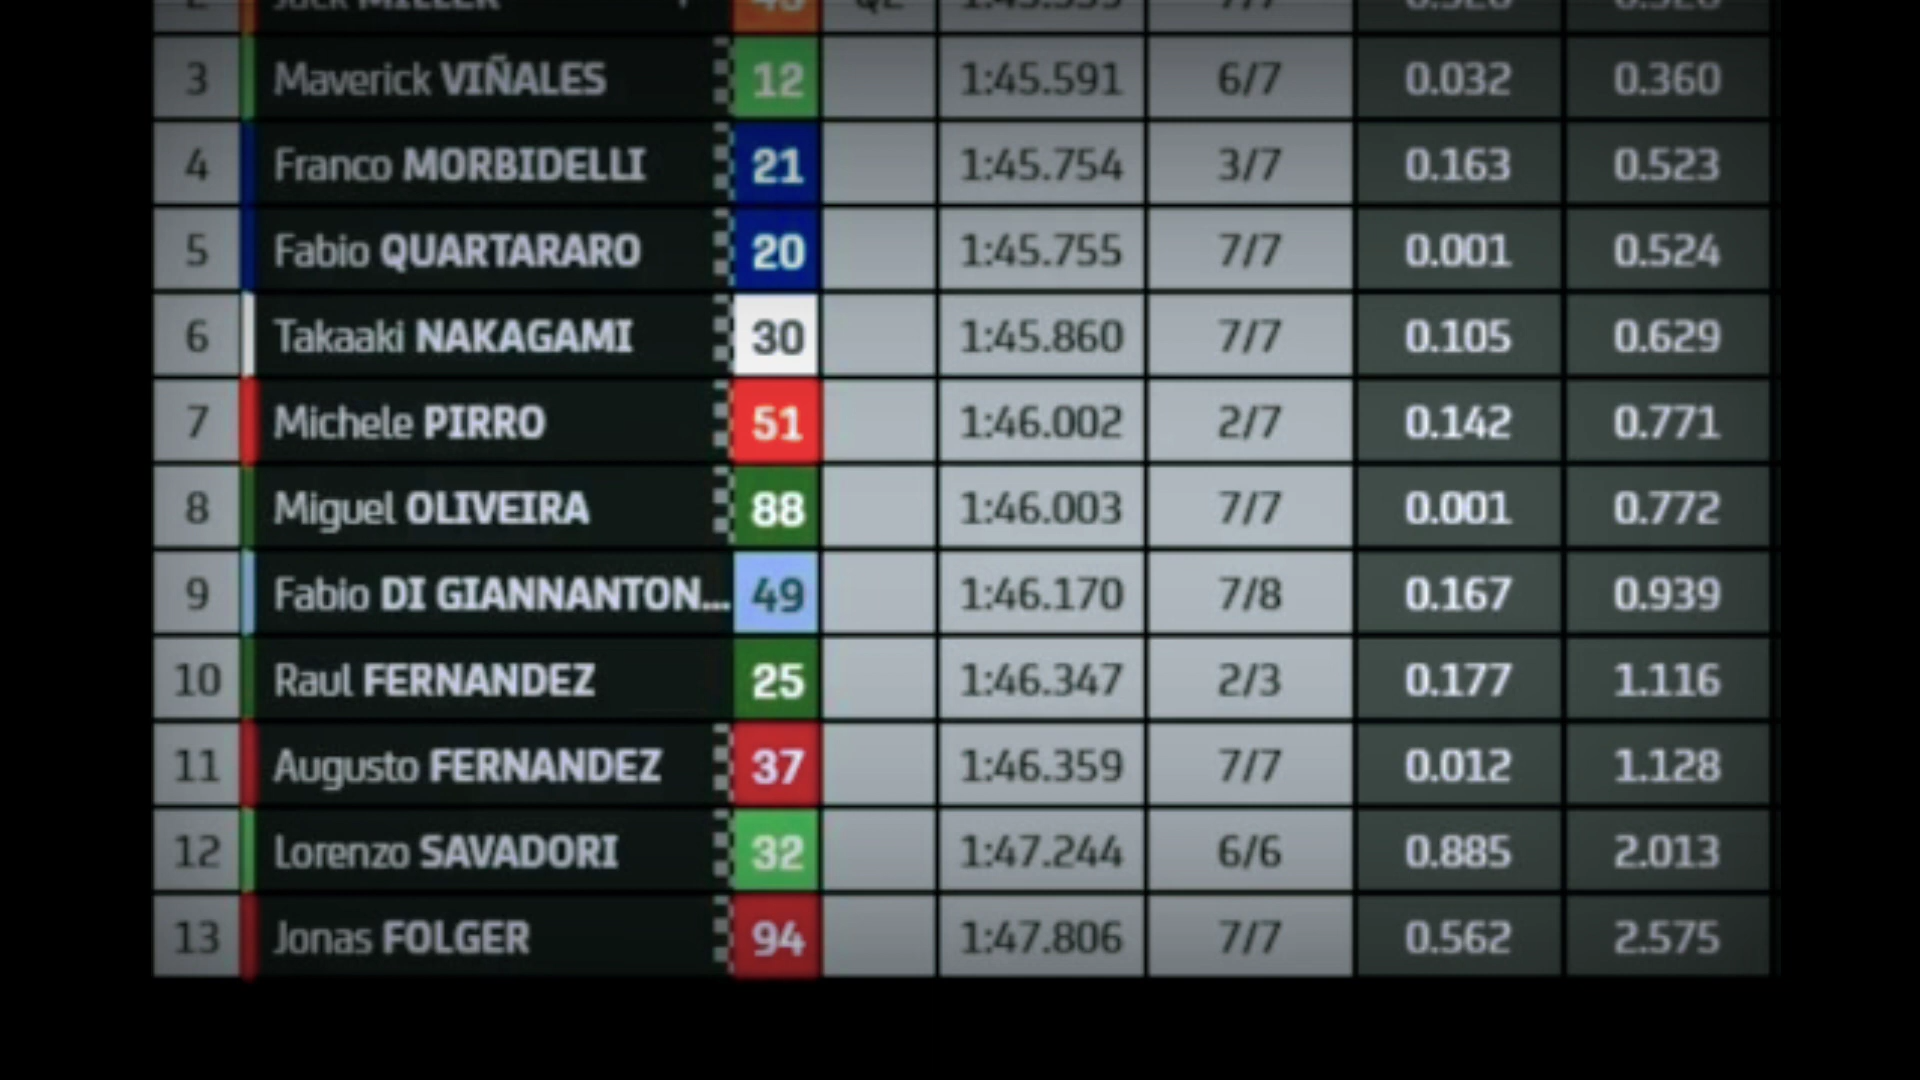 3 Maverick VIÑALES 12 1:45.591 6/7 0.032 0.360
4 Franco MORBIDELLI 21 1:45.754 3/7 0.163 0.523
5 Fabio QUARTARARO 20 1:45.755 7/7 0.001 0.524
6 Takaaki NAKAGAMI 30 1:45.860 7/7 0.105 0.629
7 Michele PIRRO 51 1:46.002 2/7 0.142 0.771
8 Miguel OLIVEIRA 88 1:46.003 7/7 0.001 0.772
9 Fabio DI GIANNANTON... 49 1:46.170 7/8 0.167 0.939
10 Raul FERNANDEZ 25 1:46.347 2/3 0.177 1.116
11 Augusto FERNANDEZ 37 1:46.359 7/7 0.012 1.128
12 Lorenzo SAVADORI 32 1:47.244 6/6 0.885 2.013
13 Jonas FOLGER 94 1:47.806 7/7 0.562 2.575